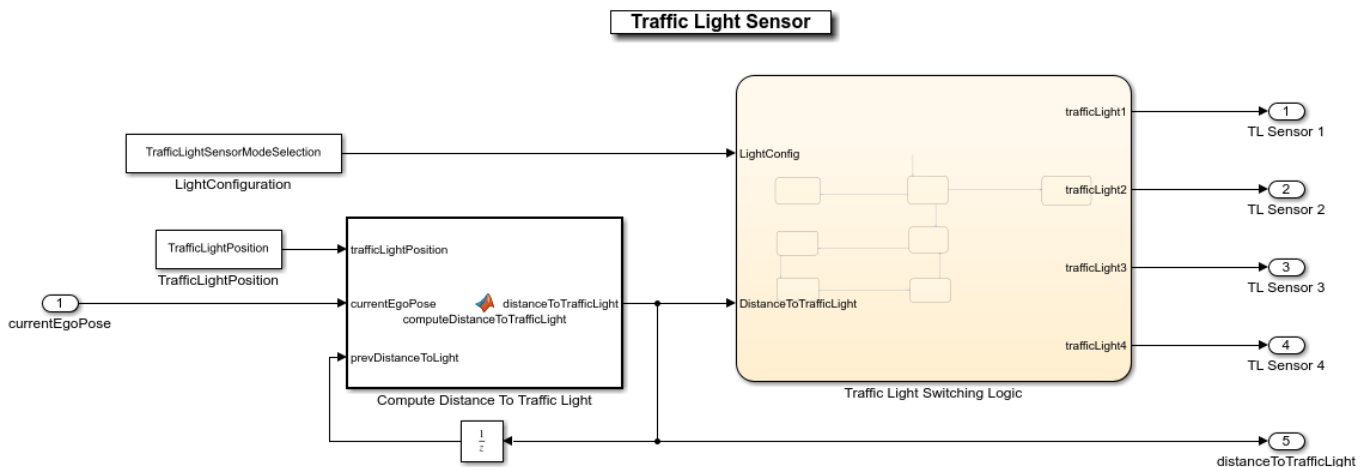 Traffic Light Sensor
trafficLight1
1
TL Sensor 1
TrafficLightSensorModeSelection
LightConfiguration
LightConfig
trafficLight2
2
TL Sensor 2
TrafficLightPosition
TrafficLightPosition
trafficLightPosition
trafficLight3
3
TL Sensor 3
1
currentEgoPose
currentEgoPose
distanceToTrafficLight
computeDistanceToTrafficLight
DistanceToTrafficLight
prevDistanceToLight
trafficLight4
4
TL Sensor 4
Compute Distance To Traffic Light
Traffic Light Switching Logic
1
z
5
distanceToTrafficLight